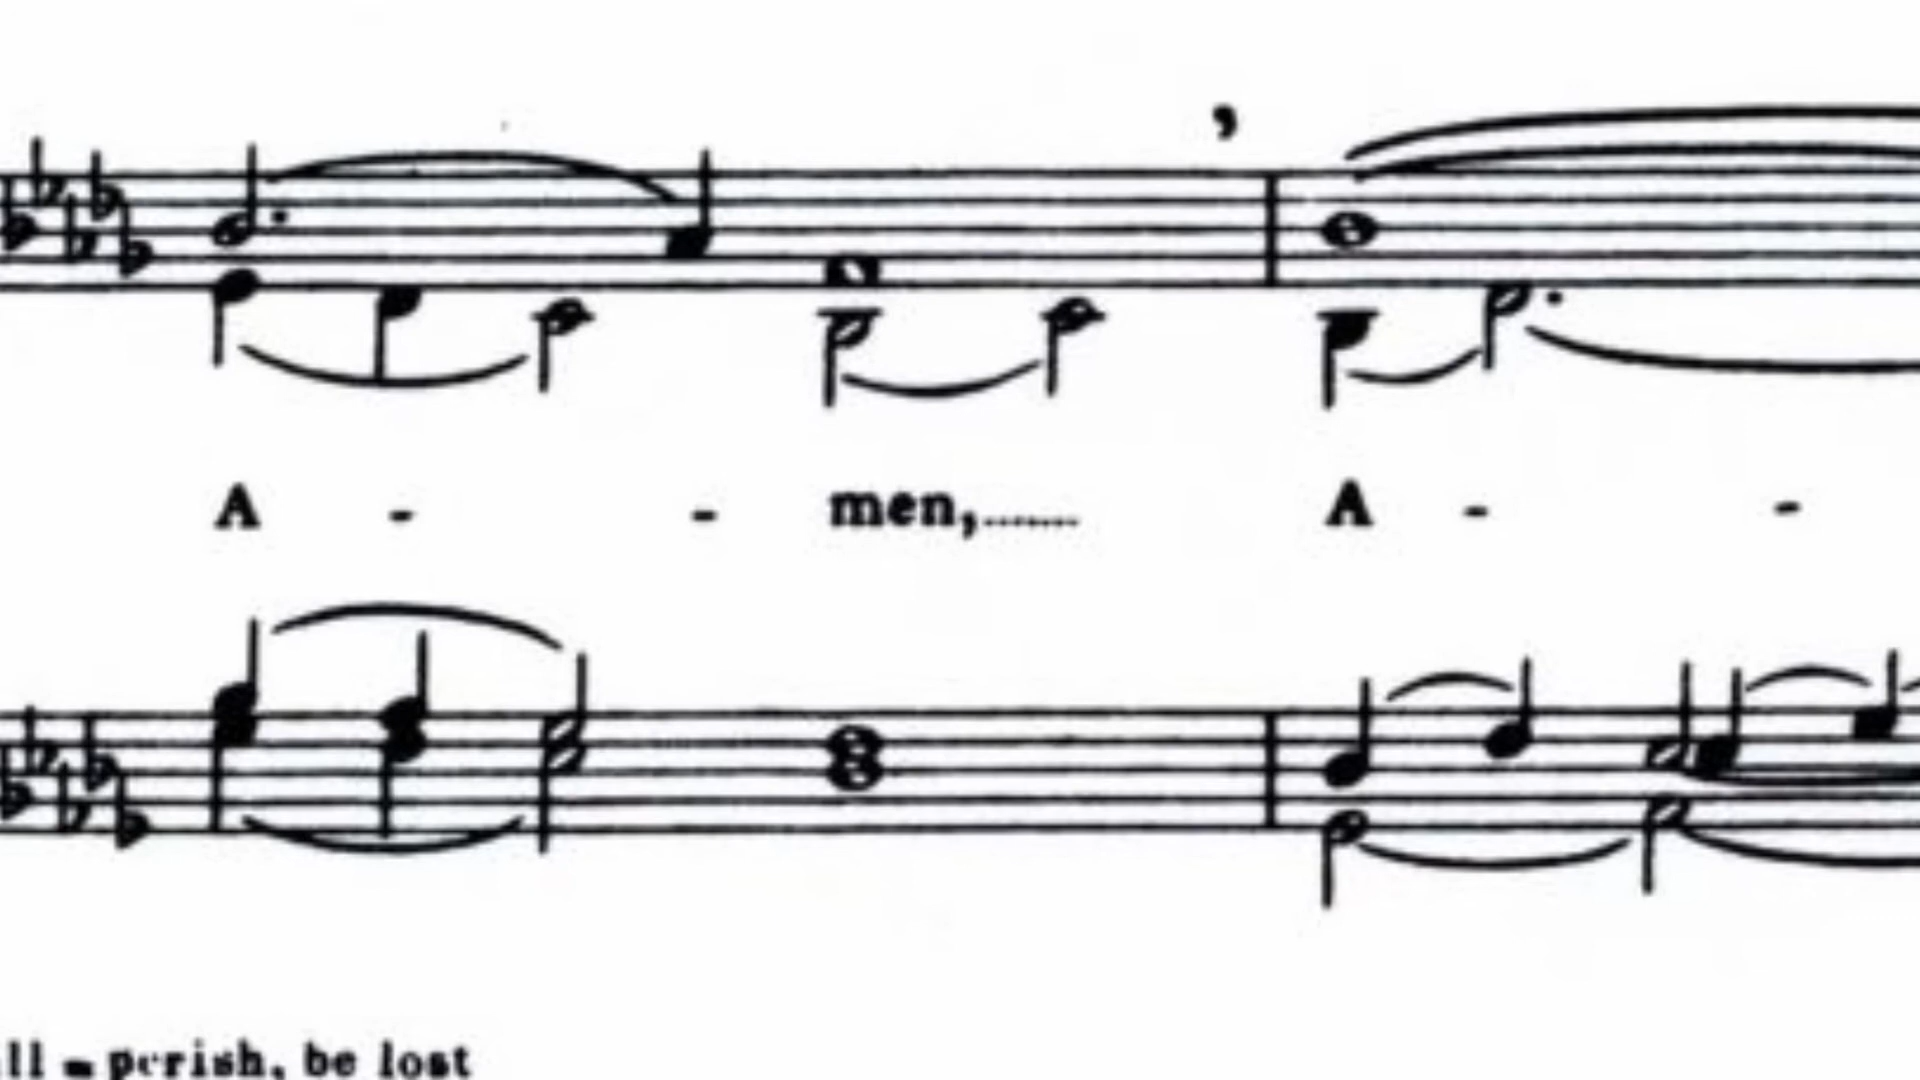 A - - men,....... A - -
ll - perish, be lost